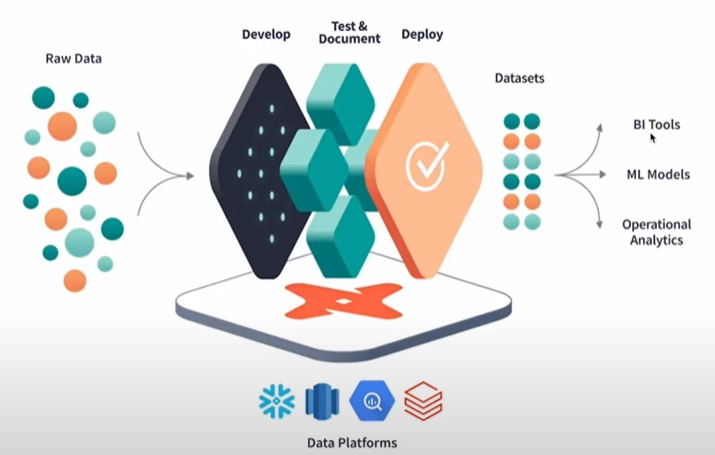 Raw Data
Develop
Test &
Document
Deploy
Datasets
BI Tools
ML Models
Operational
Analytics
Data Platforms